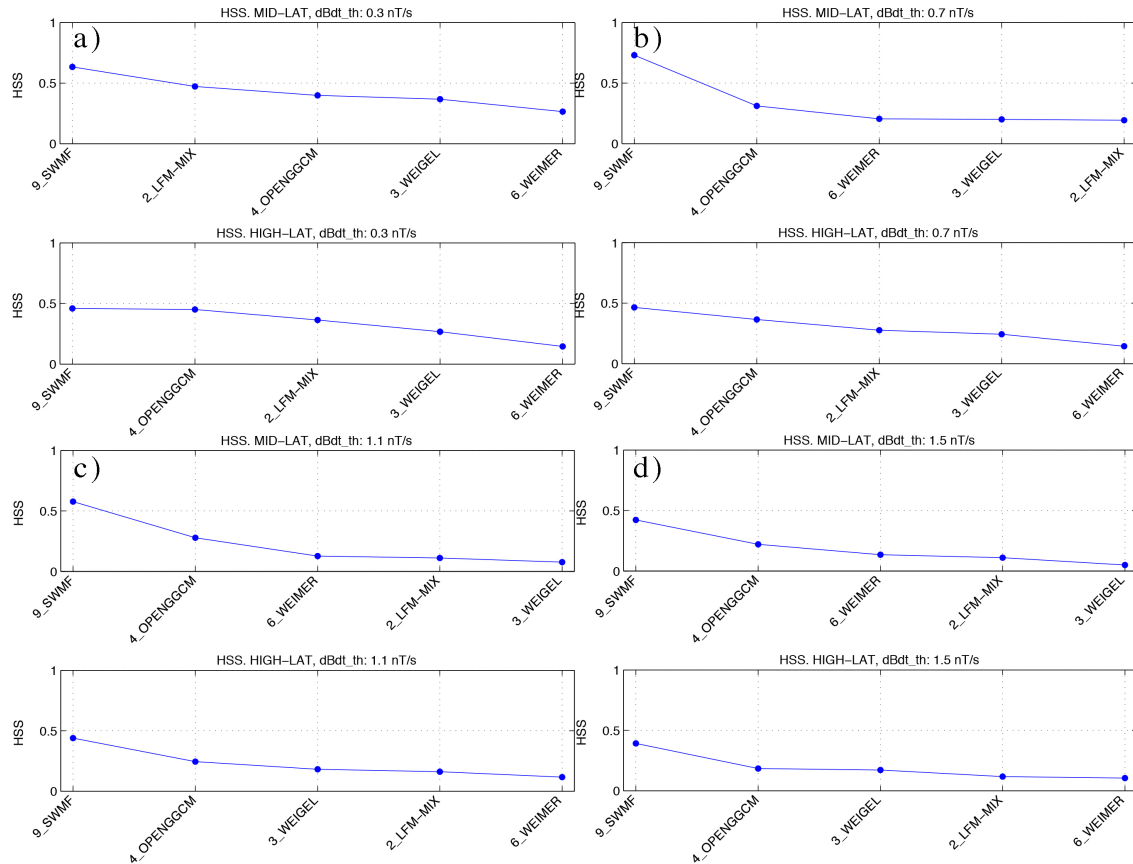 HSS. MID-LAT, dBdt_th: 0.3 nT/s
a)
HSS
1
0.5
0
9_SWMF
2_LFM-MIX
4_OPENGGCM
3_WEIGEL
6_WEIMER
HSS. HIGH-LAT, dBdt_th: 0.3 nT/s
HSS
1
0.5
0
9_SWMF
4_OPENGGCM
2_LFM-MIX
3_WEIGEL
6_WEIMER
HSS. MID-LAT, dBdt_th: 0.7 nT/s
b)
HSS
1
0.5
0
9_SWMF
4_OPENGGCM
6_WEIMER
3_WEIGEL
2_LFM-MIX
HSS. HIGH-LAT, dBdt_th: 0.7 nT/s
HSS
1
0.5
0
9_SWMF
4_OPENGGCM
2_LFM-MIX
3_WEIGEL
6_WEIMER
HSS. MID-LAT, dBdt_th: 1.1 nT/s
c)
HSS
1
0.5
0
9_SWMF
4_OPENGGCM
6_WEIMER
2_LFM-MIX
3_WEIGEL
HSS. HIGH-LAT, dBdt_th: 1.1 nT/s
HSS
1
0.5
0
9_SWMF
4_OPENGGCM
3_WEIGEL
2_LFM-MIX
6_WEIMER
HSS. MID-LAT, dBdt_th: 1.5 nT/s
d)
HSS
1
0.5
0
9_SWMF
4_OPENGGCM
6_WEIMER
2_LFM-MIX
3_WEIGEL
HSS. HIGH-LAT, dBdt_th: 1.5 nT/s
HSS
1
0.5
0
9_SWMF
4_OPENGGCM
3_WEIGEL
2_LFM-MIX
6_WEIMER